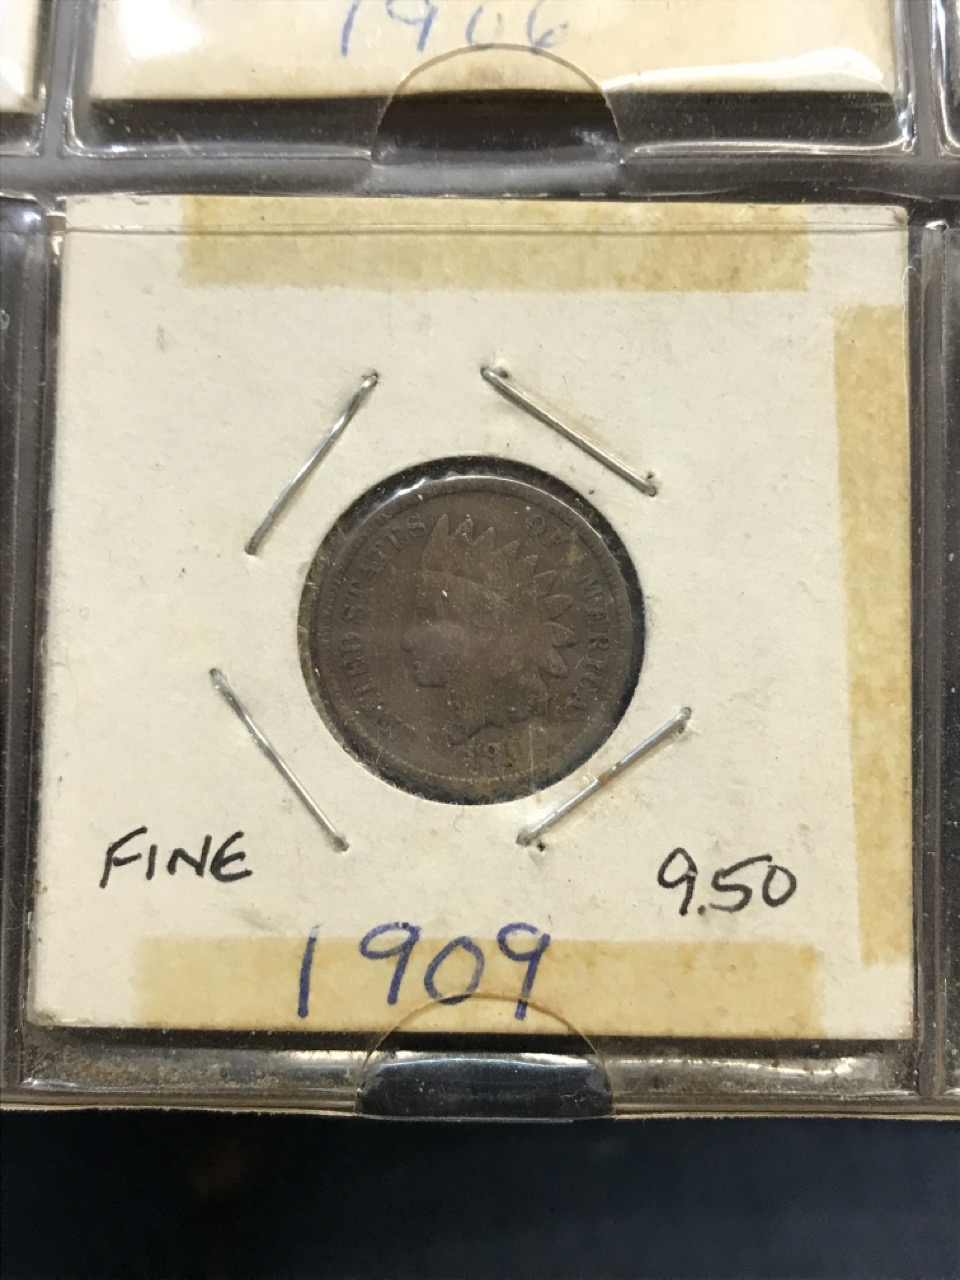 1906
UNITED STATES OF AMERICA
FINE
9.50
1909